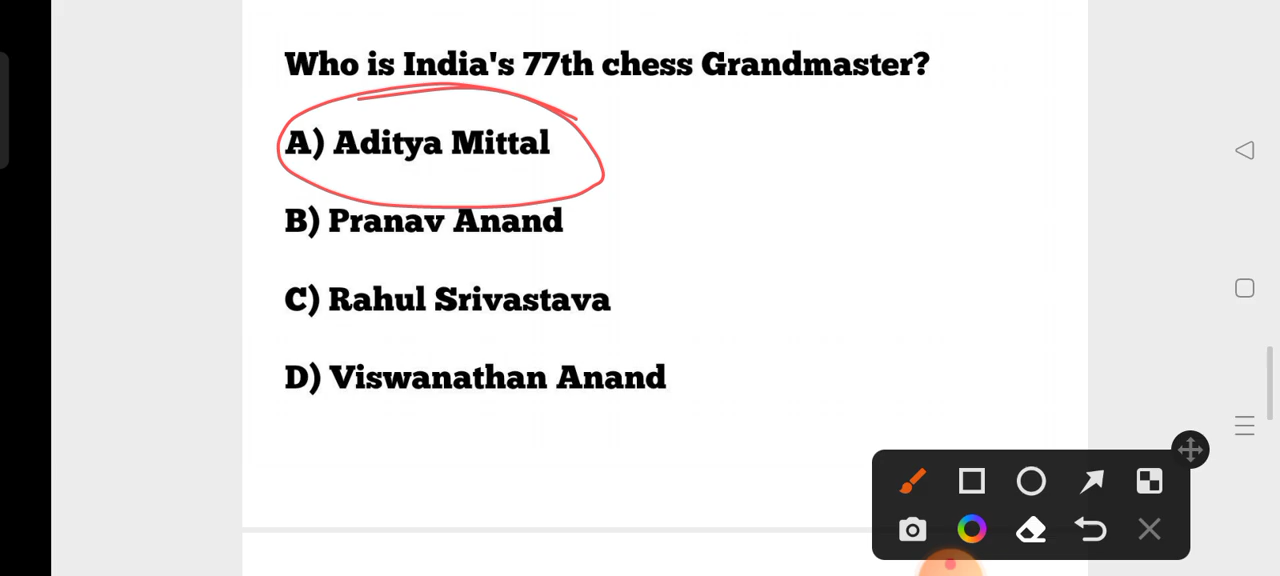 Who is India's 77th chess Grandmaster?
A) Aditya Mittal
B) Pranav Anand
C) Rahul Srivastava
D) Viswanathan Anand